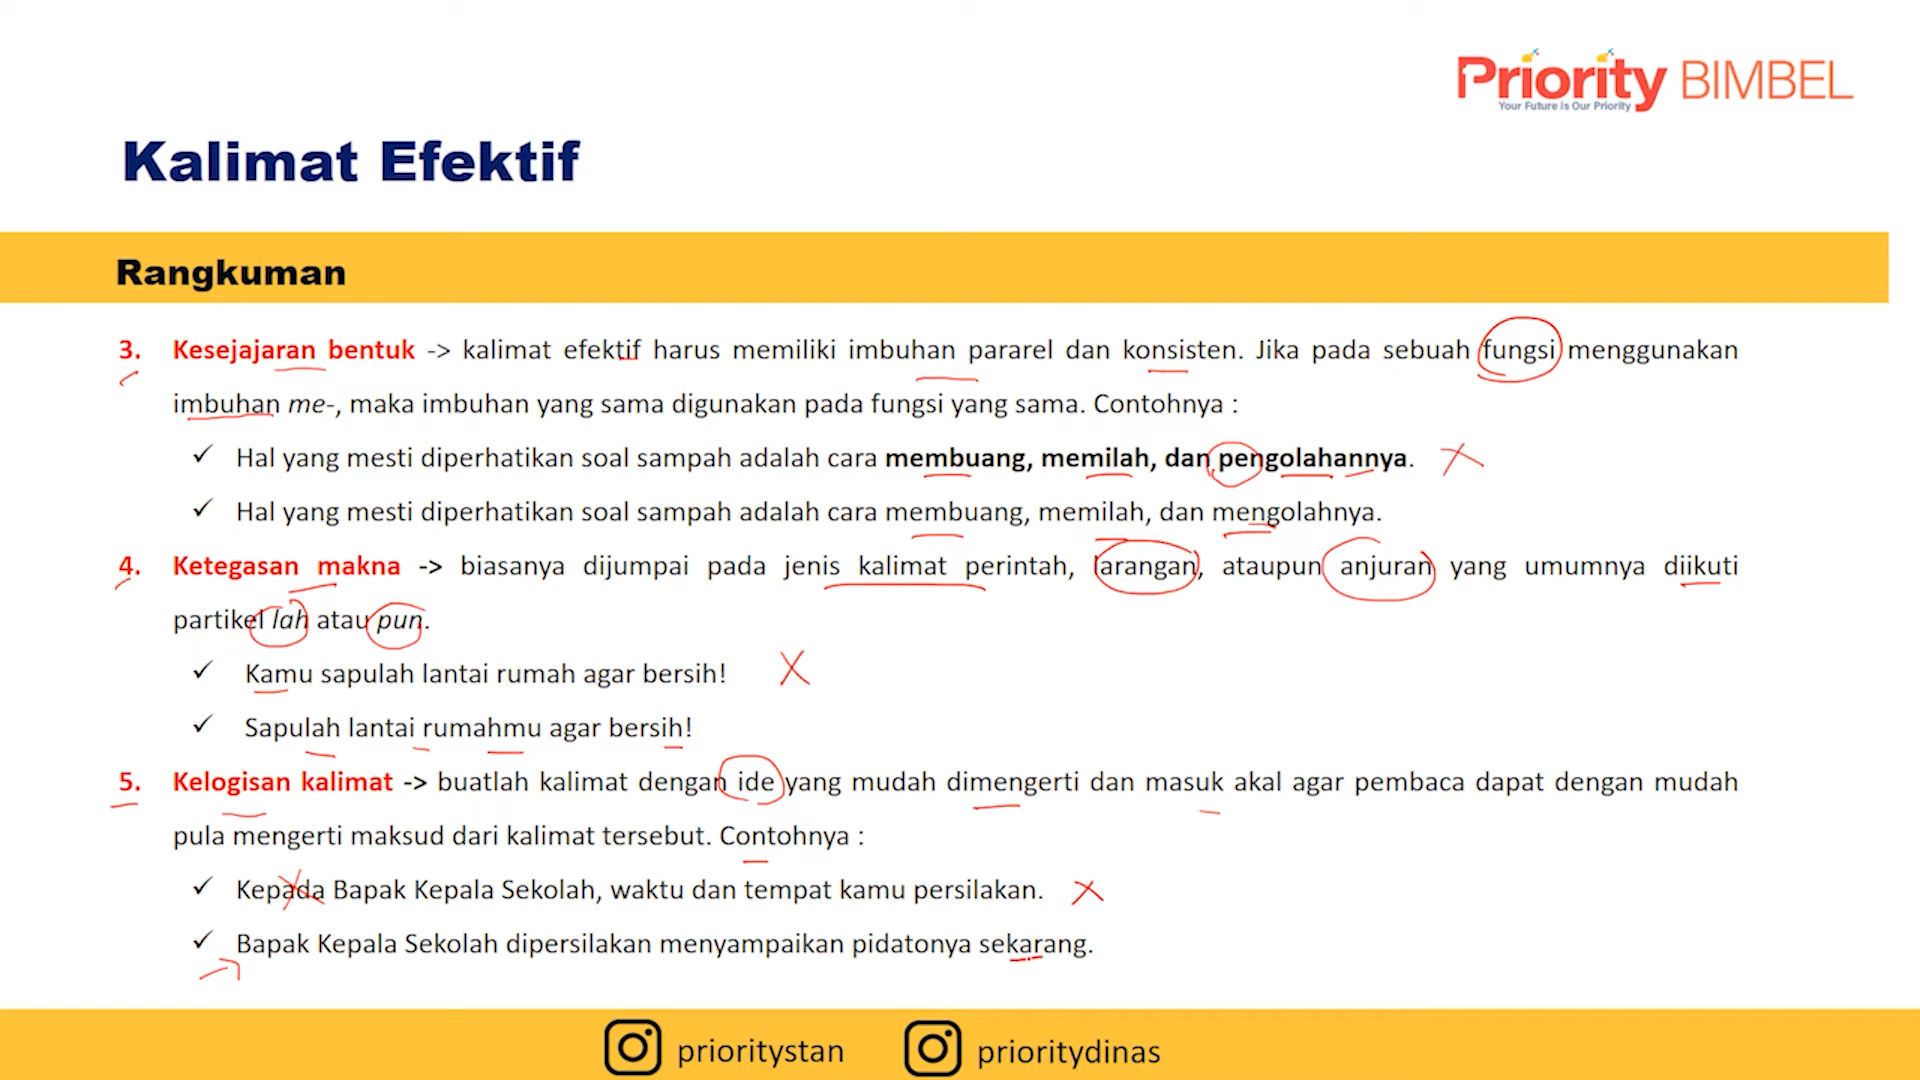 Priority BIMBEL
Your Future is Our Priority
Kalimat Efektif
Rangkuman
3. Kesejajaran bentuk -> kalimat efektif harus memiliki imbuhan pararel dan konsisten. Jika pada sebuah fungsi menggunakan
imbuhan me-, maka imbuhan yang sama digunakan pada fungsi yang sama. Contohnya :
✓ Hal yang mesti diperhatikan soal sampah adalah cara membuang, memilah, dan pengolahannya.
✓ Hal yang mesti diperhatikan soal sampah adalah cara membuang, memilah, dan mengolahnya.
4. Ketegasan makna -> biasanya dijumpai pada jenis kalimat perintah, larangan, ataupun anjuran yang umumnya diikuti
partikel lah atau pun.
✓ Kamu sapulah lantai rumah agar bersih!
✓ Sapulah lantai rumahmu agar bersih!
5. Kelogisan kalimat -> buatlah kalimat dengan ide yang mudah dimengerti dan masuk akal agar pembaca dapat dengan mudah
pula mengerti maksud dari kalimat tersebut. Contohnya :
✓ Kepada Bapak Kepala Sekolah, waktu dan tempat kamu persilakan.
✓ Bapak Kepala Sekolah dipersilakan menyampaikan pidatonya sekarang.
prioritystan prioritydinas